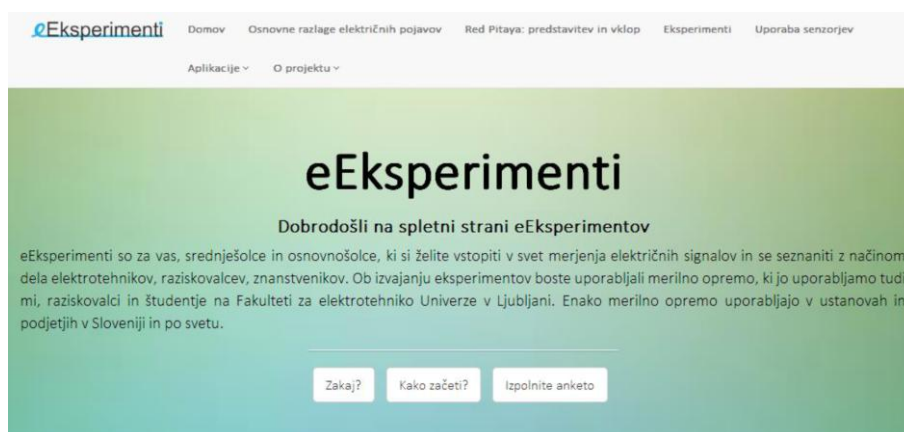 eEksperimenti Domov Osnovne razlage električnih pojavov Red Pitaya: predstavitev in vklop Eksperimenti Uporaba senzorjev
Aplikacije O projektu
eEksperimenti
Dobrodošli na spletni strani eEksperimentov
eEksperimenti so za vas, srednješolce in osnovnošolce, ki si želite vstopiti v svet merjenja električnih signalov in se seznaniti z načinom
dela elektrotehnikov, raziskovalcev, znanstvenikov. Ob izvajanju eksperimentov boste uporabljali merilno opremo, ki jo uporabljamo tudi
mi, raziskovalci in študentje na Fakulteti za elektrotehniko Univerze v Ljubljani. Enako merilno opremo uporabljajo v ustanovah in
podjetjih v Sloveniji in po svetu.
Zakaj? Kako začeti? Izpolnite anketo